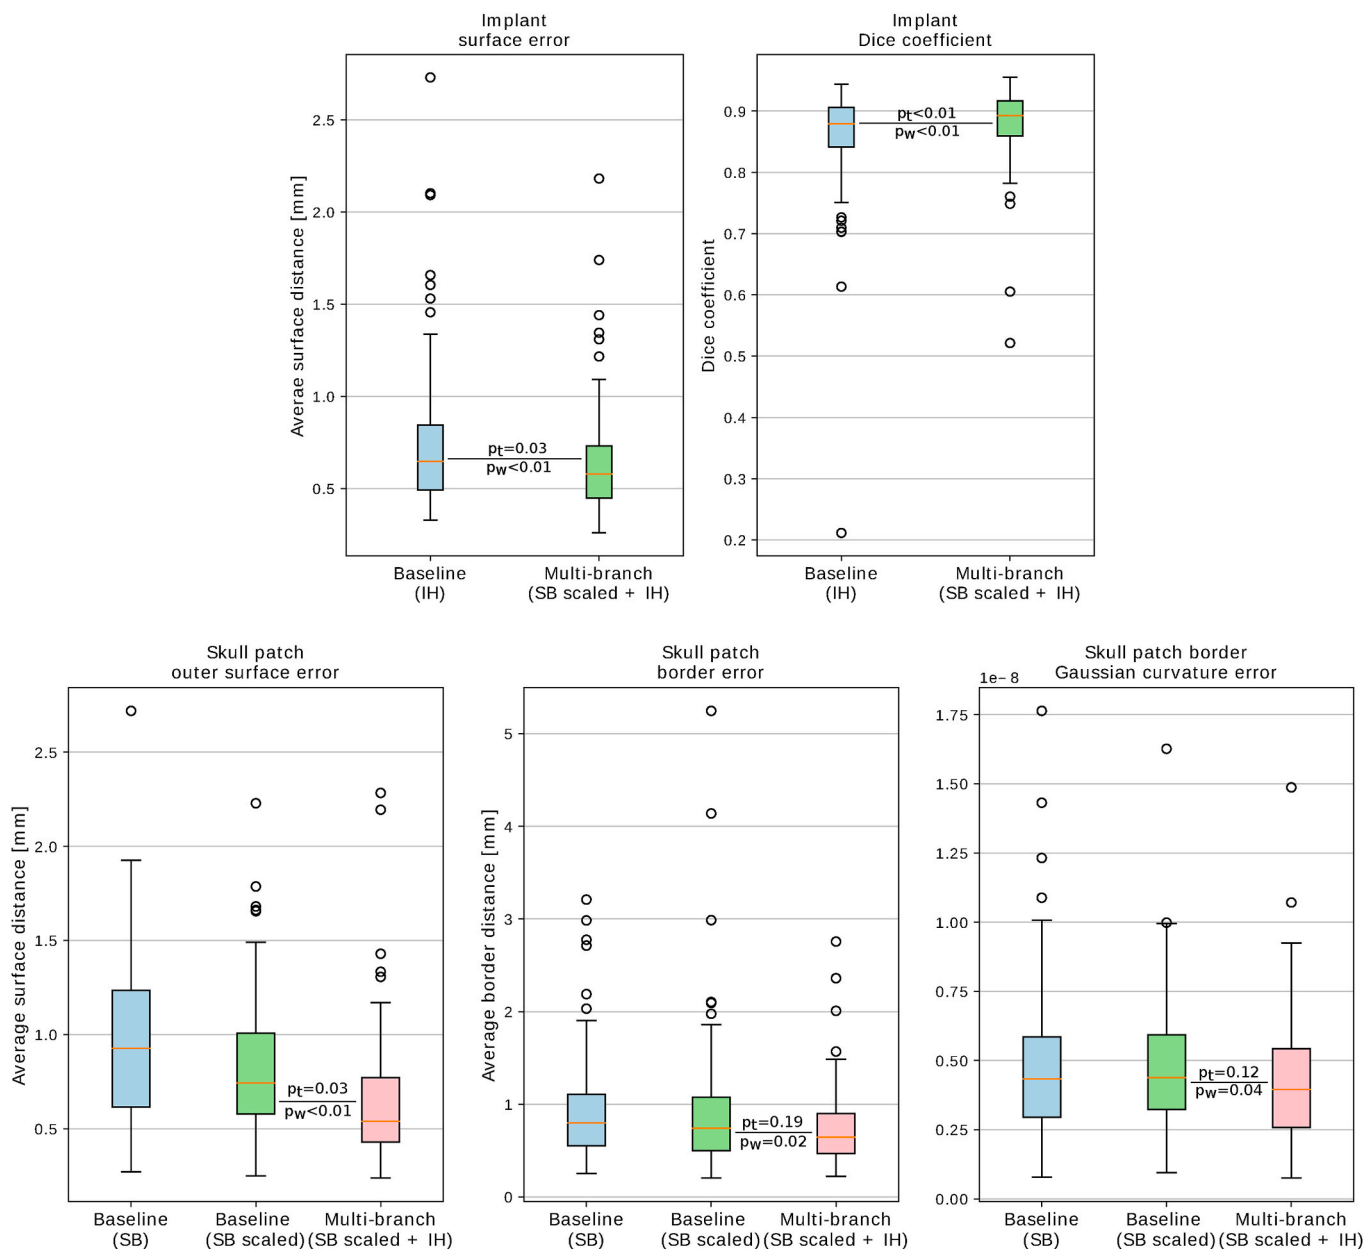 Implant
surface error
Implant
Dice coefficient
Averae surface distance [mm]
2.5
2.0
1.5
1.0
0.5
pt=0.03
pw<0.01
Baseline
(IH)
Multi-branch
(SB scaled + IH)
Dice coefficient
0.9
0.8
0.7
0.6
0.5
0.4
0.3
0.2
pt<0.01
pw<0.01
Baseline
(IH)
Multi-branch
(SB scaled + IH)
Skull patch
outer surface error
Average surface distance [mm]
2.5
2.0
1.5
1.0
0.5
pt=0.03
pw<0.01
Baseline
(SB)
Baseline
(SB scaled)
Multi-branch
(SB scaled + IH)
Skull patch
border error
Average border distance [mm]
5
4
3
2
1
0
pt=0.19
pw=0.02
Baseline
(SB)
Baseline
(SB scaled)
Multi-branch
(SB scaled + IH)
Skull patch border
Gaussian curvature error
1e−8
1.75
1.50
1.25
1.00
0.75
0.50
0.25
0.00
pt=0.12
pw=0.04
Baseline
(SB)
Baseline
(SB scaled)
Multi-branch
(SB scaled + IH)